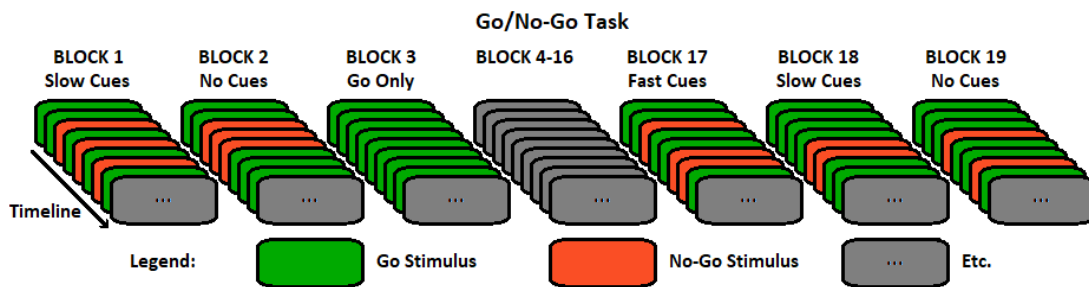 Go/No-Go Task
BLOCK 1
Slow Cues
BLOCK 2
No Cues
BLOCK 3
Go Only
BLOCK 4-16
BLOCK 17
Fast Cues
BLOCK 18
Slow Cues
BLOCK 19
No Cues
...
...
...
...
...
...
...
Timeline
Legend:
Go Stimulus
No-Go Stimulus
...
Etc.